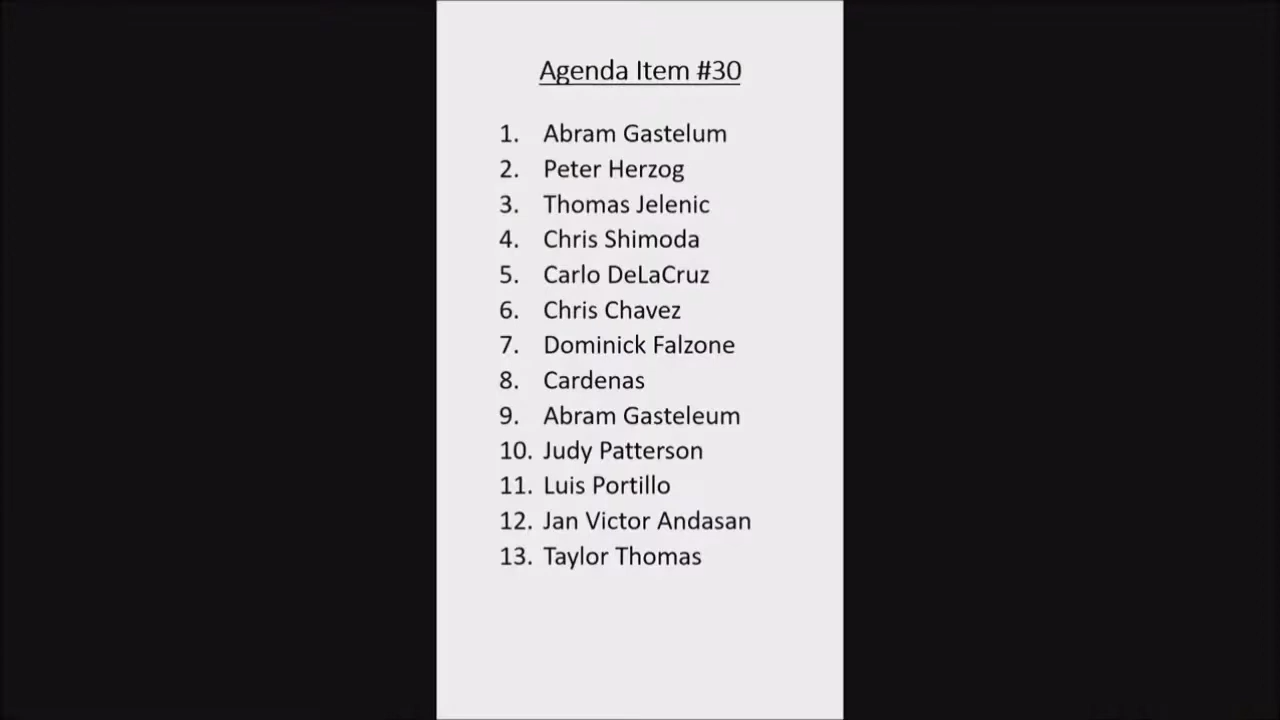 Agenda Item #30
1. Abram Gastelum
2. Peter Herzog
3. Thomas Jelenic
4. Chris Shimoda
5. Carlo DeLaCruz
6. Chris Chavez
7. Dominick Falzone
8. Cardenas
9. Abram Gasteleum
10. Judy Patterson
11. Luis Portillo
12. Jan Victor Andasan
13. Taylor Thomas